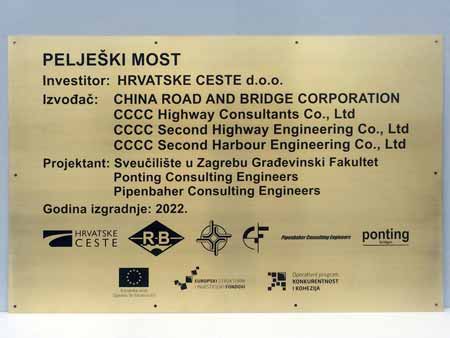 PELJEŠKI MOST
Investitor: HRVATSKE CESTE d.o.o.
Izvođač: CHINA ROAD AND BRIDGE CORPORATION
CCCC Highway Consultants Co., Ltd
CCCC Second Highway Engineering Co., Ltd
CCCC Second Harbour Engineering Co., Ltd
Projektant: Sveučilište u Zagrebu Građevinski Fakultet
Ponting Consulting Engineers
Pipenbaher Consulting Engineers
Godina izgradnje: 2022.
HRVATSKE
CESTE
RB
Pipenbaher Consulting Engineers
ponting
bridges
EUROPSKI STRUKTURNI
I INVESTICIJSKI FONDOVI
Operativni program
KONKURENTNOST
I KOHEZIJA